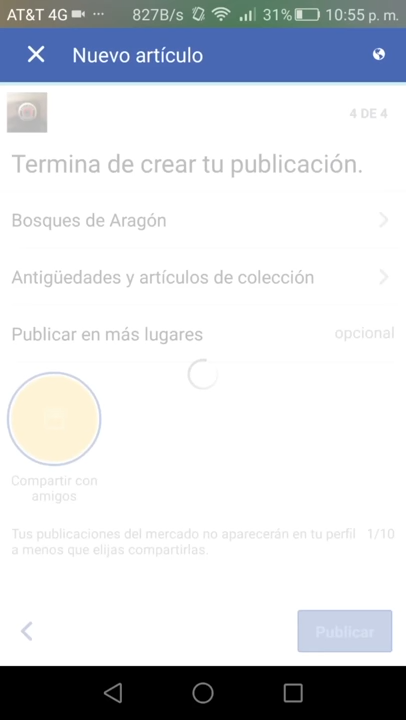 AT&T 4G ... 827B/s 31% 10:55 p. m.
Nuevo artículo
4 DE 4
Termina de crear tu publicación.
Bosques de Aragón
Antigüedades y artículos de colección
Publicar en más lugares opcional
Compartir con
amigos
Tus publicaciones del mercado no aparecerán en tu perfil 1/10
a menos que elijas compartirlas.
Publicar